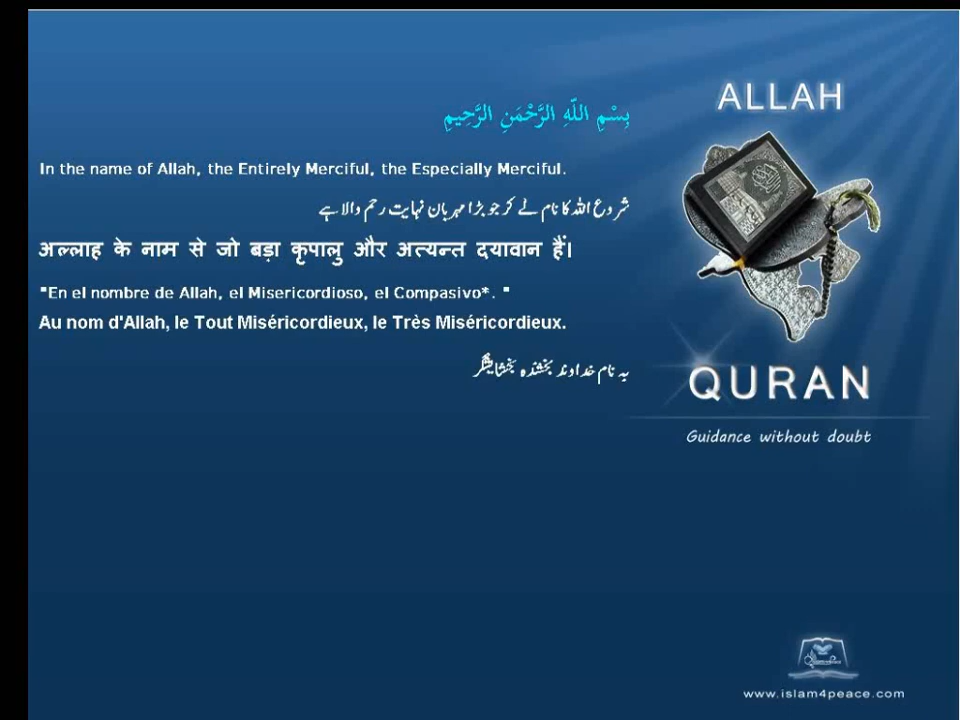 بِسْمِ اللّهِ الرَّحْمَنِ الرَّحِيمِ
In the name of Allah, the Entirely Merciful, the Especially Merciful.
شروع الله کا نام لے کر جو بڑا مہربان نہایت رحم والا ہے
अल्लाह के नाम से जो बड़ा कृपालु और अत्यन्त दयावान हैं।
"En el nombre de Allah, el Misericordioso, el Compasivo*. "
Au nom d'Allah, le Tout Miséricordieux, le Très Miséricordieux.
به نام خداوند بخشنده بخشایشگر
ALLAH
QURAN
Guidance without doubt
www.islam4peace.com